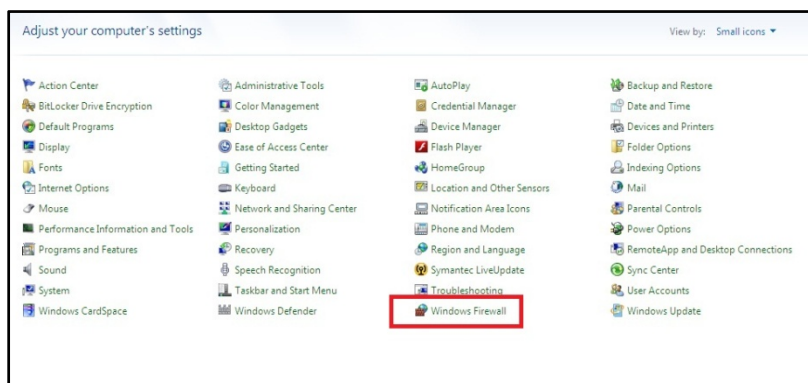 Adjust your computer's settings
View by: Small icons
Action Center
Administrative Tools
AutoPlay
Backup and Restore
BitLocker Drive Encryption
Color Management
Credential Manager
Date and Time
Default Programs
Desktop Gadgets
Device Manager
Devices and Printers
Display
Ease of Access Center
Flash Player
Folder Options
Fonts
Getting Started
HomeGroup
Indexing Options
Internet Options
Keyboard
Location and Other Sensors
Mail
Mouse
Network and Sharing Center
Notification Area Icons
Parental Controls
Performance Information and Tools
Personalization
Phone and Modem
Power Options
Programs and Features
Recovery
Region and Language
RemoteApp and Desktop Connections
Sound
Speech Recognition
Symantec LiveUpdate
Sync Center
System
Taskbar and Start Menu
Troubleshooting
User Accounts
Windows CardSpace
Windows Defender
Windows Firewall
Windows Update